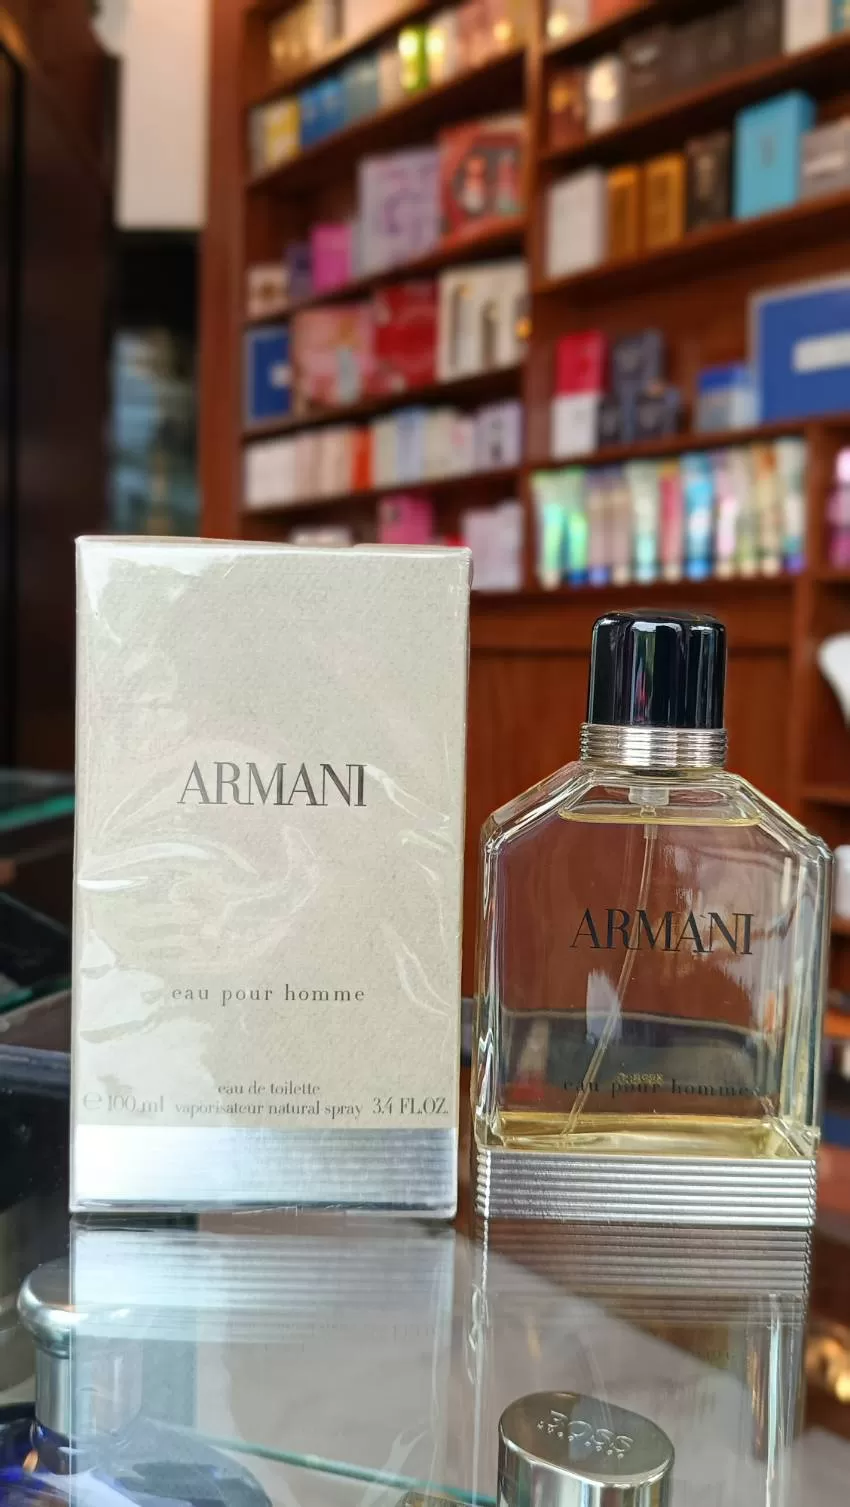 ARMANI
eau pour homme
eau de toilette
℮ 100 ml vaporisateur natural spray 3.4 FL.OZ.
ARMANI
eau pour homme
BOSS